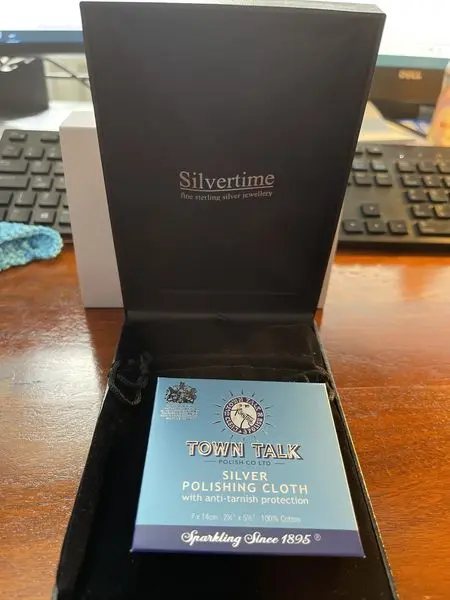 DELL
Silvertime
fine sterling silver jewellery
TOWN TALK
POLISH CO LTD
SILVER
POLISHING CLOTH
with anti-tarnish protection
7 x 14cm 2¾" x 5½" 100% Cotton
Sparkling Since 1895®